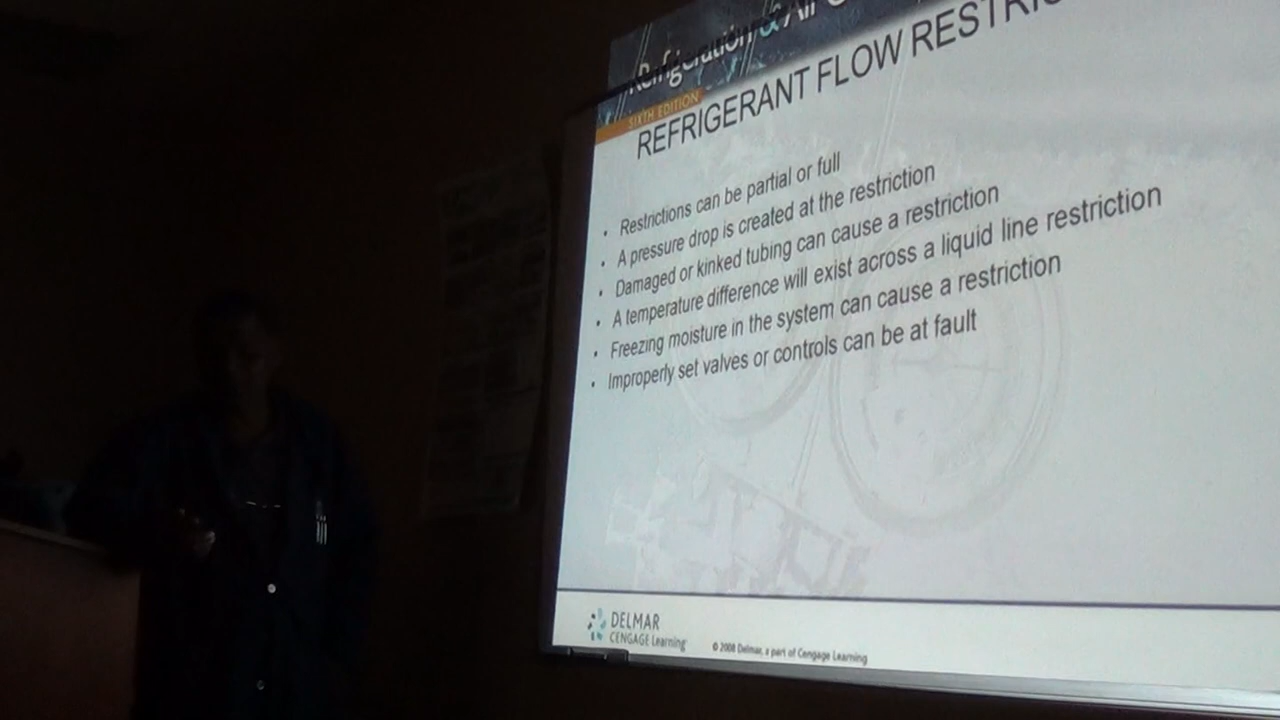 Refrigeration & Air
SIXTH EDITION
REFRIGERANT FLOW
• Restrictions can be partial or full
• A pressure drop is created at the restriction
• Damaged or kinked tubing can cause a restriction
• A temperature difference will exist across a liquid line restriction
• Freezing moisture in the system can cause a restriction
• Improperly set valves or controls can be at fault
DELMAR
CENGAGE Learning
© 2008 Delmar, a part of Cengage Learning